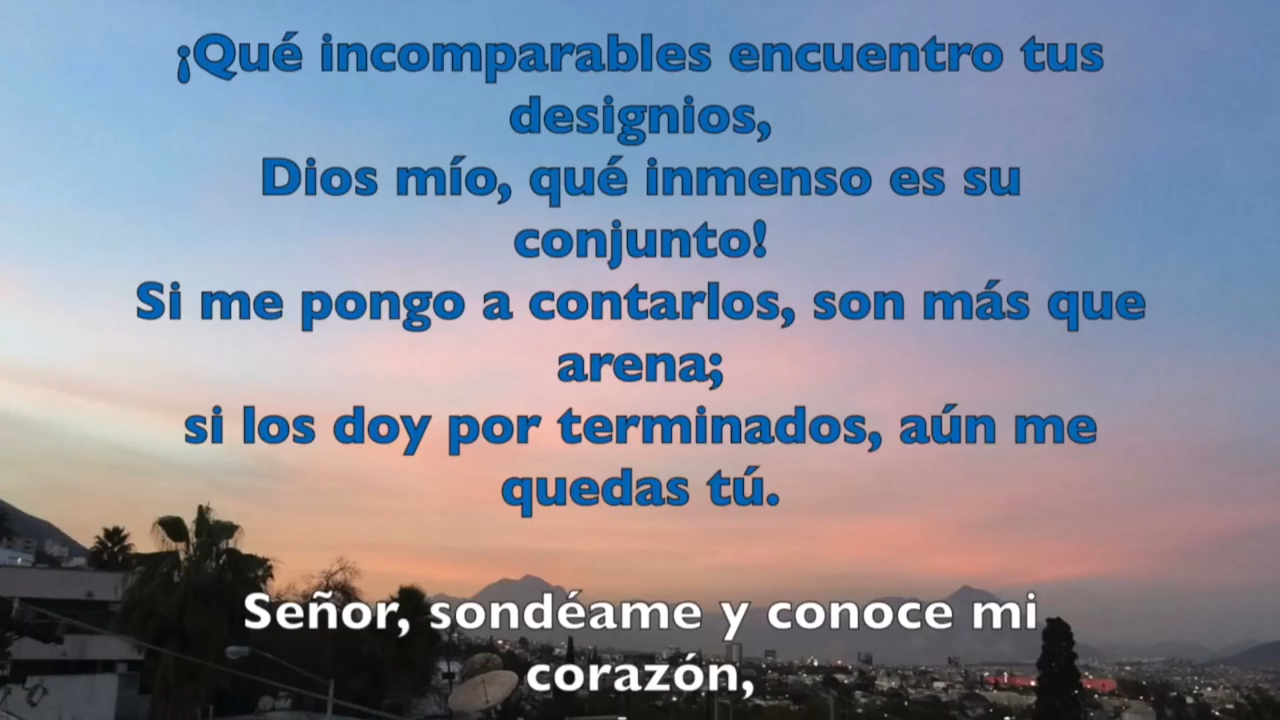 ¡Qué incomparables encuentro tus
designios,
Dios mío, qué inmenso es su
conjunto!
Si me pongo a contarlos, son más que
arena;
si los doy por terminados, aún me
quedas tú.
Señor, sondéame y conoce mi
corazón,